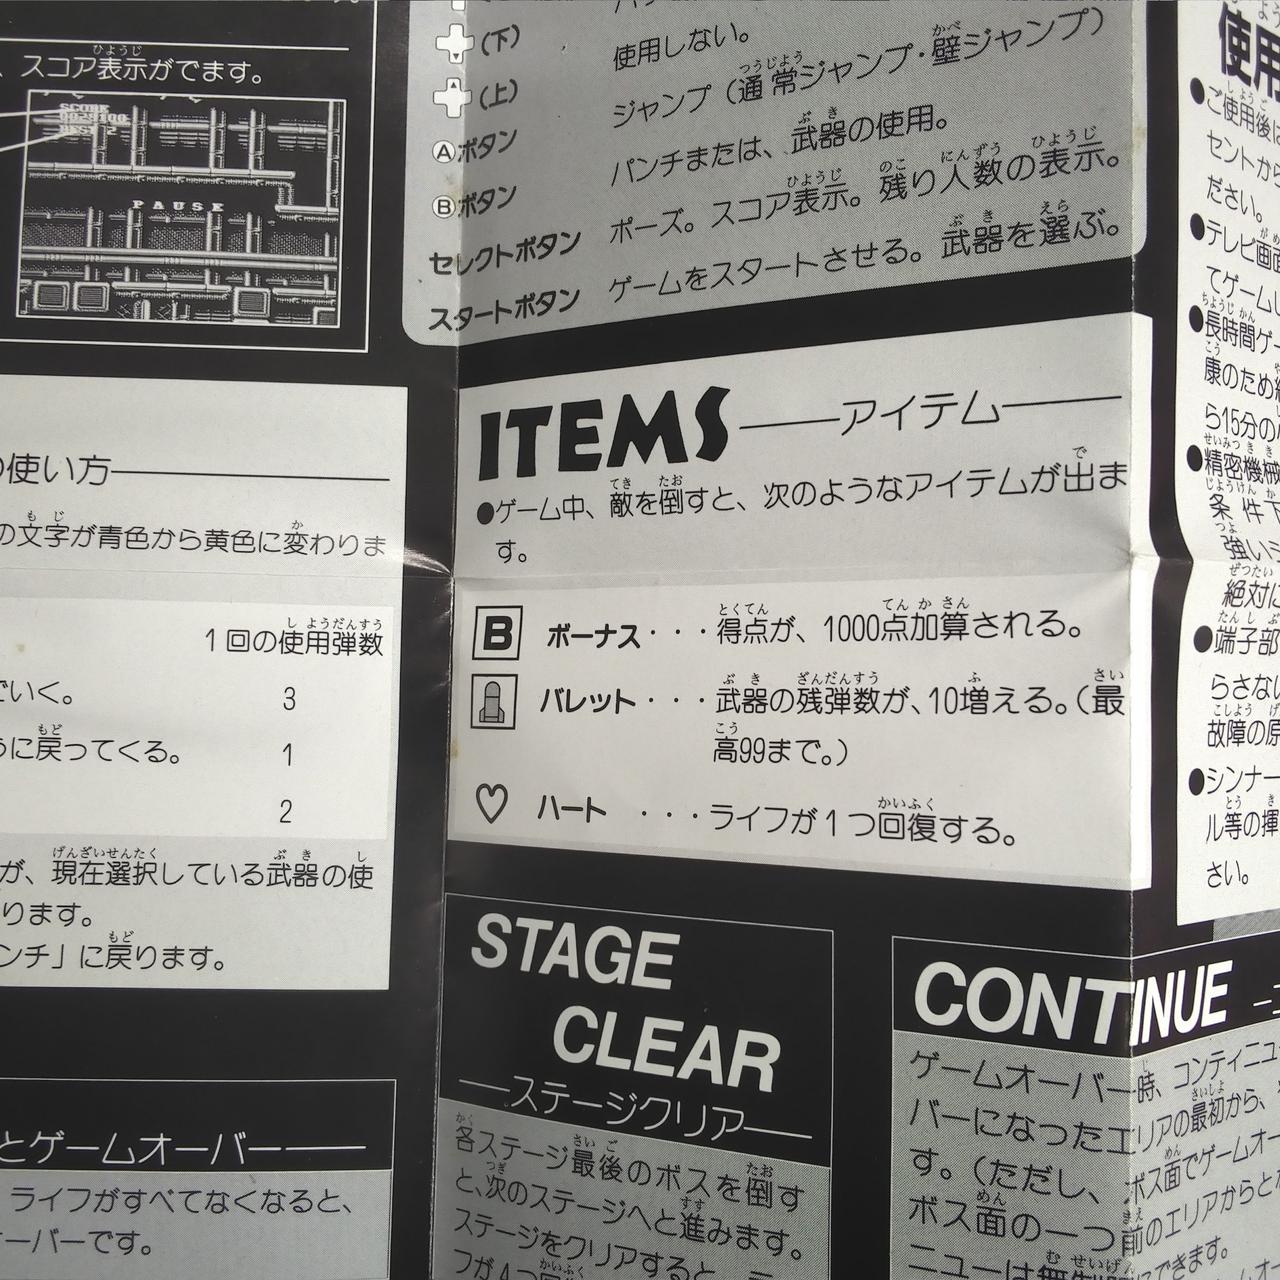 、スコア表示がでます。
SCORE
PAUSE
(下)
使用しない。
(上)
ジャンプ(通常ジャンプ・壁ジャンプ)
Ⓐボタン
パンチまたは、武器の使用。
Ⓑボタン
ポーズ。スコア表示。残り人数の表示。
セレクトボタン
ゲームをスタートさせる。武器を選ぶ。
スタートボタン
の使い方
の文字が青色から黄色に変わりま
1回の使用弾数
でいく。 3
うに戻ってくる。 1
2
が、現在選択している武器の使
ります。
ンチ」に戻ります。
とゲームオーバー
ライフがすべてなくなると、
ーバーです。
ITEMS アイテム
●ゲーム中、敵を倒すと、次のようなアイテムが出ま
す。
B ボーナス・・・得点が、1000点加算される。
バレット・・・武器の残弾数が、10増える。(最
高99まで。)
♡ ハート ・・・ライフが1つ回復する。
STAGE
CLEAR
ステージクリア
各ステージ最後のボスを倒す
と、次のステージへと進みます。
ステージをクリアすると、
CONTINUE
ゲームオーバー時、コンティニュー
バーになったエリアの最初から、
す。(ただし、ボス面でゲームオー
ボス面の一つ前のエリアからと
ニューは無制
できます。
使用
●ご使用後は
セントから
ださい。
●テレビ画面
てゲーム
●長時間ゲー
康のため
ら15分の
●精密機械
条件下
強い
絶対に
●端子部
らさない
故障の原
●シンナー
ル等の揮
さい。